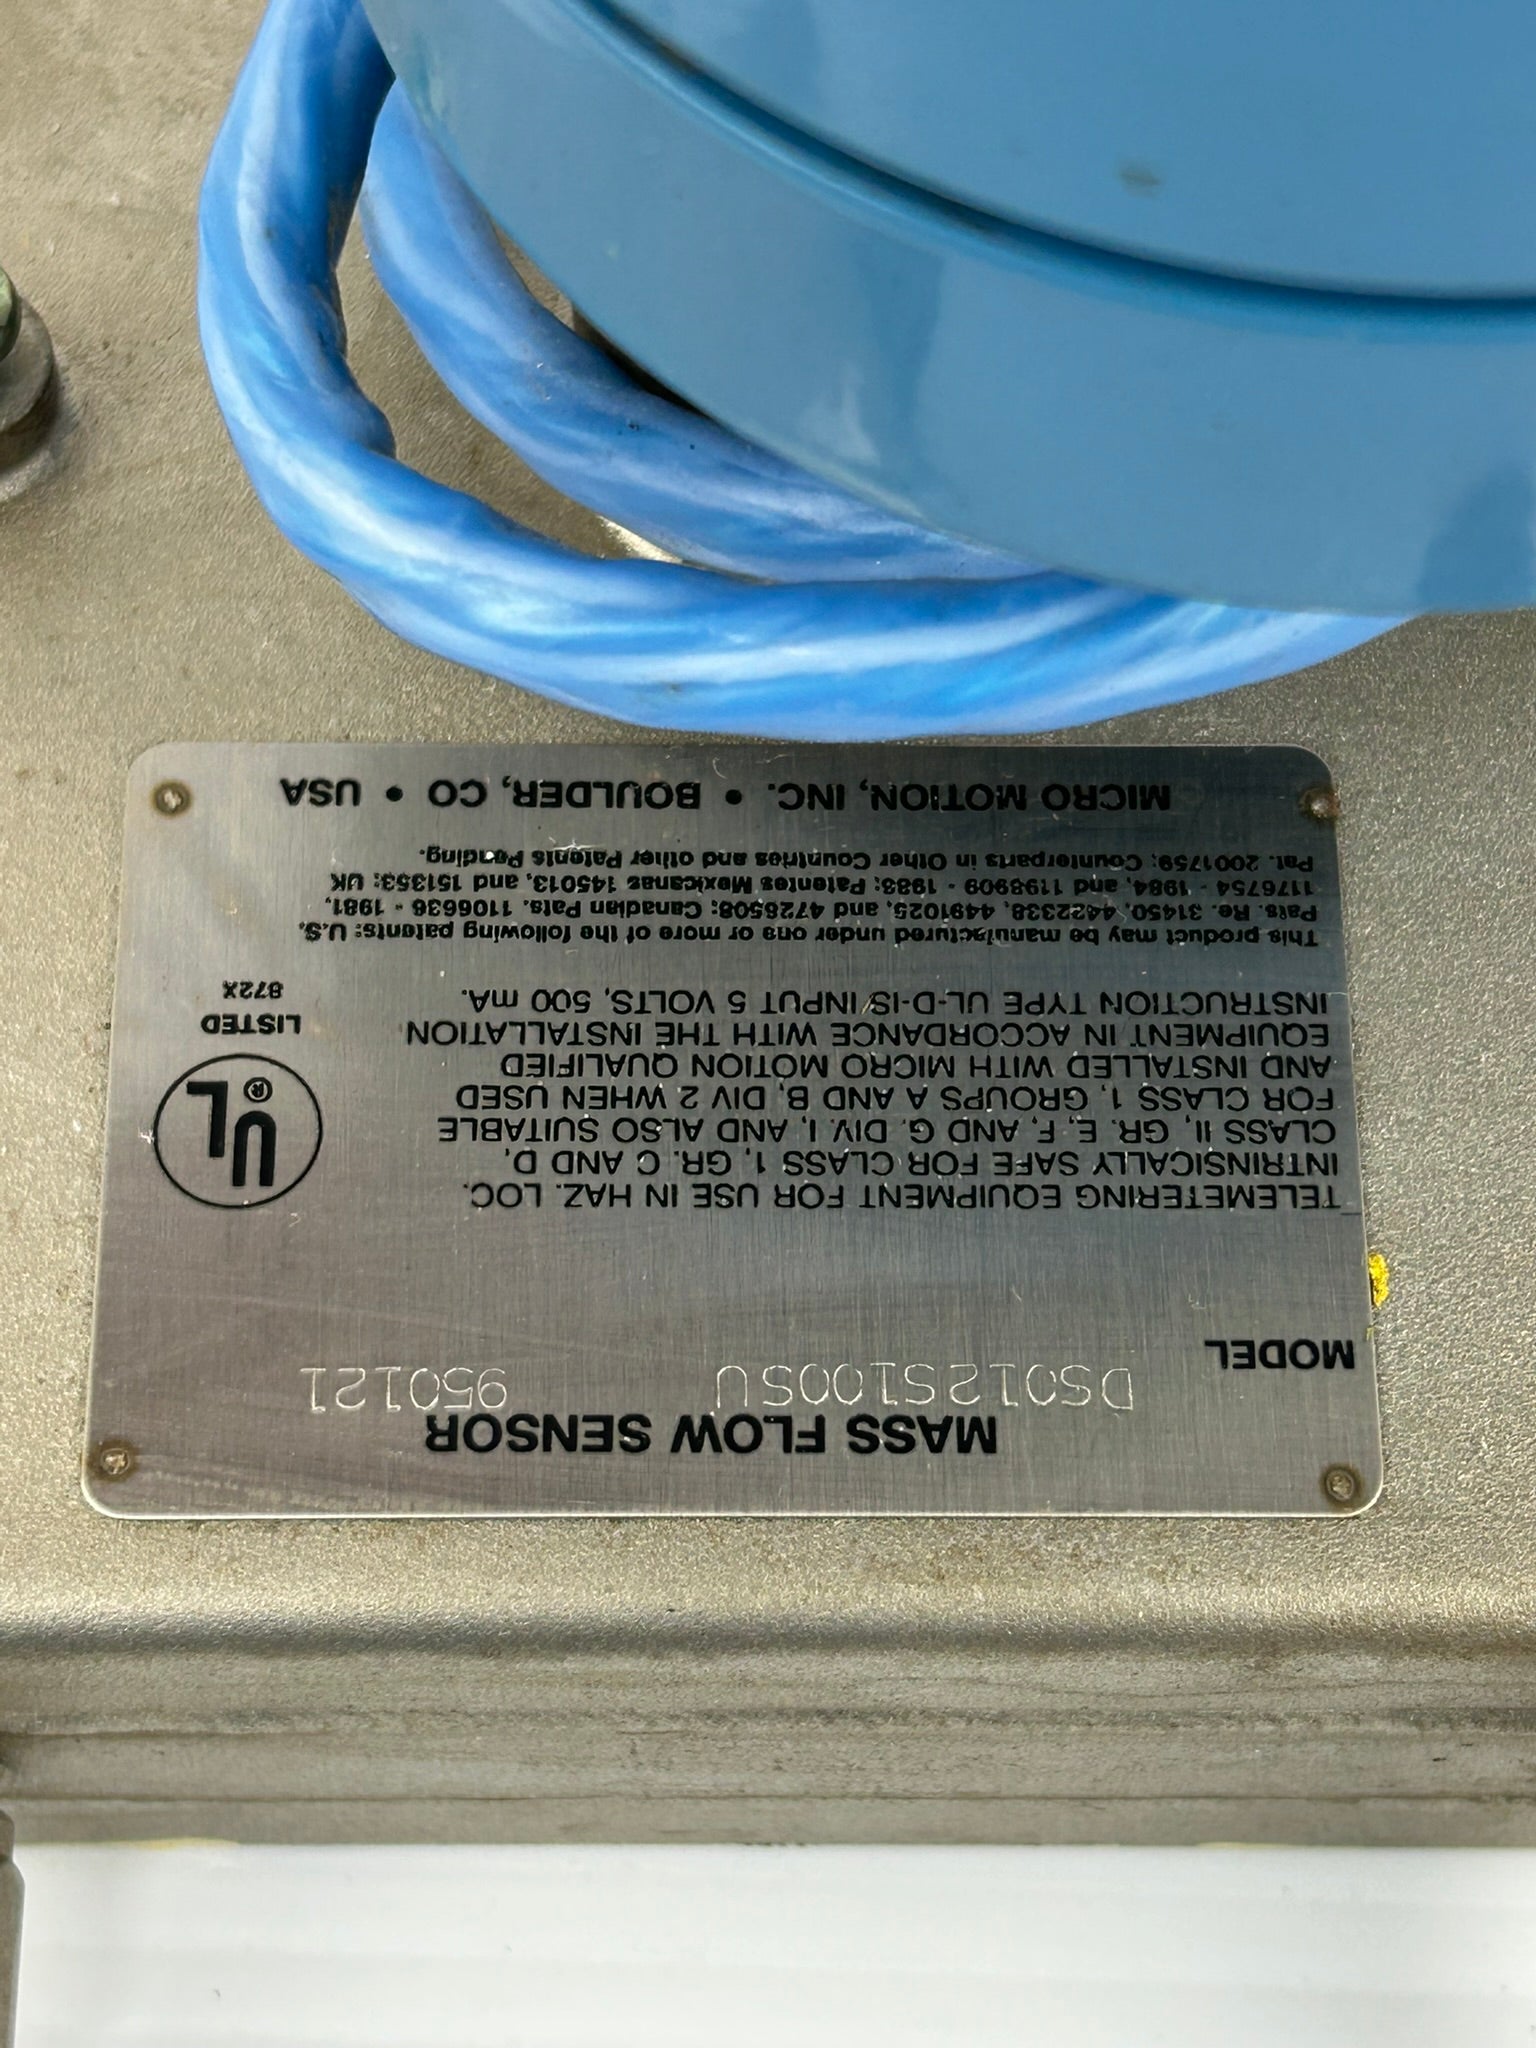 MASS FLOW SENSOR
DS012S100SU 950121
MODEL
TELEMETERING EQUIPMENT FOR USE IN HAZ. LOC.
INTRINSICALLY SAFE FOR CLASS 1, GR. C AND D,
CLASS II, GR. E, F, AND G, DIV. I, AND ALSO SUITABLE
FOR CLASS 1, GROUPS A AND B, DIV 2 WHEN USED
AND INSTALLED WITH MICRO MOTION QUALIFIED
EQUIPMENT IN ACCORDANCE WITH THE INSTALLATION
INSTRUCTION TYPE UL-D-IS INPUT 5 VOLTS, 500 mA.
UL ®
LISTED
872X
This product may be manufactured under one or more of the following patents: U.S.
Pats. Re. 31450, 4422338, 4491025, and 4726508; Canadian Pats. 1106636 - 1981,
1176754 - 1984, and 1198909 - 1983; Patentes Mexicanas 145013, and 151353; UK
Pat. 2001759; Counterparts in Other Countries and other Patents Pending.
MICRO MOTION, INC. • BOULDER, CO • USA